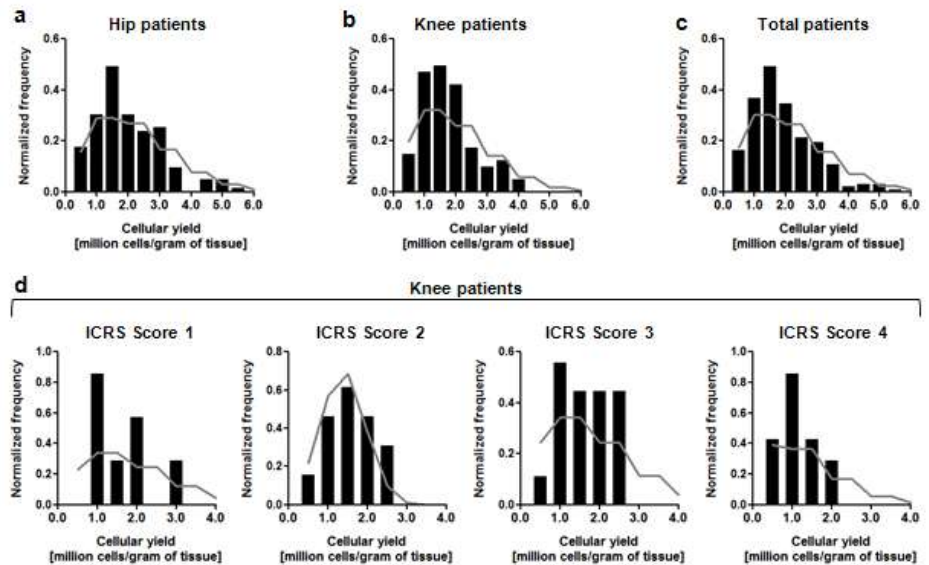 a
Hip patients
Normalized frequency
0.6
0.4
0.2
0.0
0.0 1.0 2.0 3.0 4.0 5.0 6.0
Cellular yield
[million cells/gram of tissue]
b
Knee patients
Normalized frequency
0.6
0.4
0.2
0.0
0.0 1.0 2.0 3.0 4.0 5.0 6.0
Cellular yield
[million cells/gram of tissue]
c
Total patients
Normalized frequency
0.6
0.4
0.2
0.0
0.0 1.0 2.0 3.0 4.0 5.0 6.0
Cellular yield
[million cells/gram of tissue]
d
Knee patients
ICRS Score 1
Normalized frequency
1.0
0.8
0.6
0.4
0.2
0.0
0.0 1.0 2.0 3.0 4.0
Cellular yield
[million cells/gram of tissue]
ICRS Score 2
Normalized frequency
0.8
0.6
0.4
0.2
0.0
0.0 1.0 2.0 3.0 4.0
Cellular yield
[million cells/gram of tissue]
ICRS Score 3
Normalized frequency
0.6
0.4
0.2
0.0
0.0 1.0 2.0 3.0 4.0
Cellular yield
[million cells/gram of tissue]
ICRS Score 4
Normalized frequency
1.0
0.8
0.6
0.4
0.2
0.0
0.0 1.0 2.0 3.0 4.0
Cellular yield
[million cells/gram of tissue]